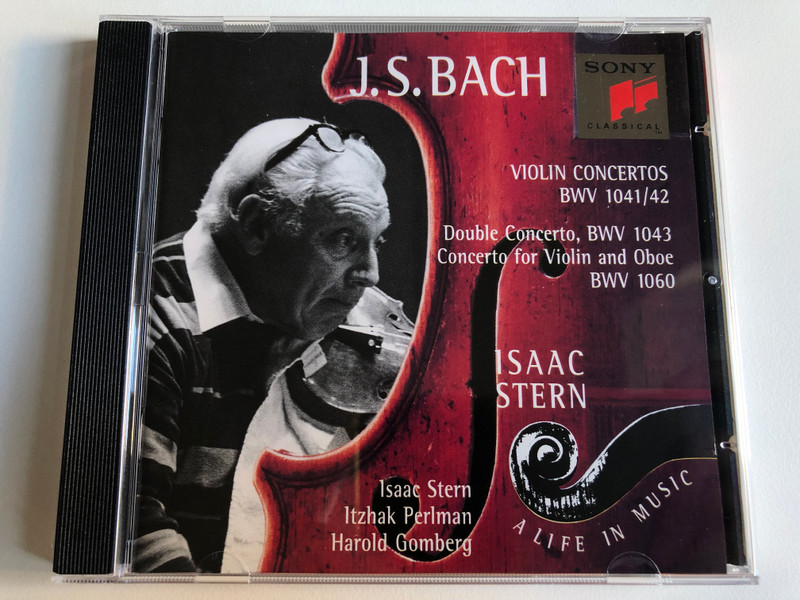 J. S. BACH
SONY
CLASSICAL™
VIOLIN CONCERTOS
BWV 1041/42
Double Concerto, BWV 1043
Concerto for Violin and Oboe
BWV 1060
ISAAC
STERN
Isaac Stern
Itzhak Perlman
Harold Gomberg
A LIFE IN MUSIC